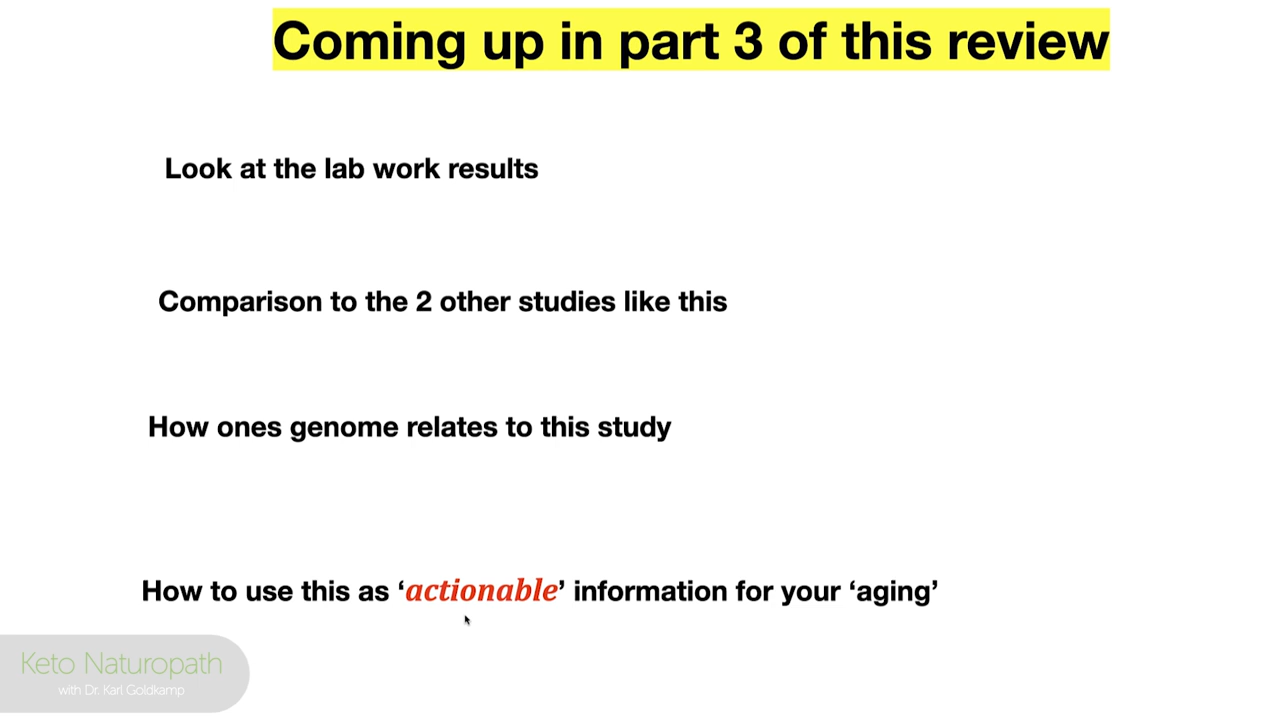 Coming up in part 3 of this review
Look at the lab work results
Comparison to the 2 other studies like this
How ones genome relates to this study
How to use this as ‘actionable’ information for your ‘aging’
Keto Naturopath
with Dr. Karl Goldkamp